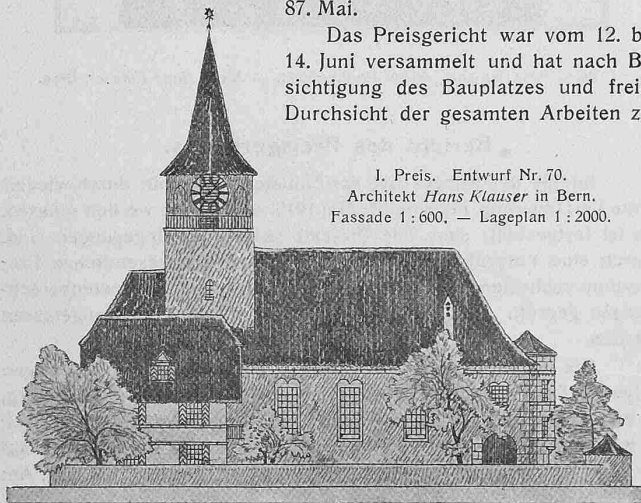 87. Mai.
Das Preisgericht war vom 12. b
14. Juni versammelt und hat nach B
sichtigung des Bauplatzes und frei
Durchsicht der gesamten Arbeiten z
I. Preis. Entwurf Nr. 70.
Architekt Hans Klauser in Bern.
Fassade 1 : 600. — Lageplan 1 : 2000.